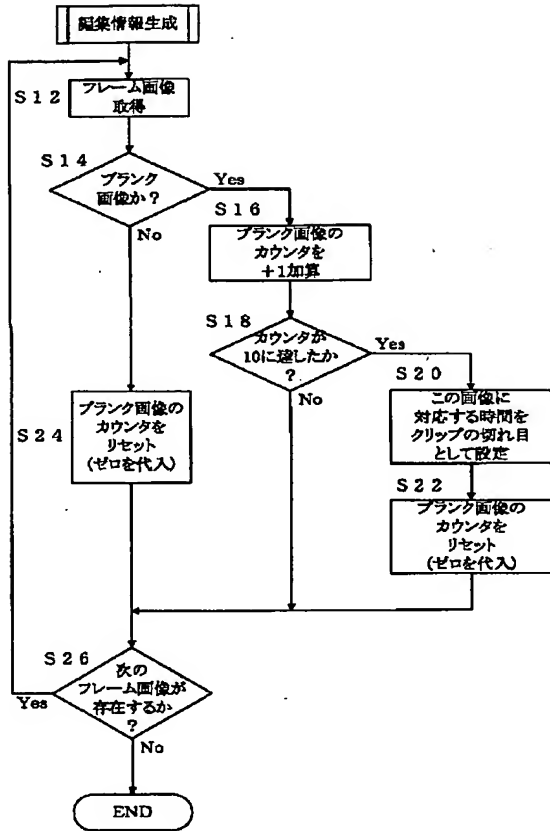 編集情報生成
S12
フレーム画像
取得
S14
ブランク
画像か?
Yes
No
S16
ブランク画像の
カウンタを
+1加算
S18
カウンタが
10に達したか
?
Yes
No
S20
この画像に
対応する時間を
クリップの切れ目
として設定
S22
ブランク画像の
カウンタを
リセット
(ゼロを代入)
S24
ブランク画像の
カウンタを
リセット
(ゼロを代入)
S26
次の
フレーム画像が
存在するか
?
Yes
No
END